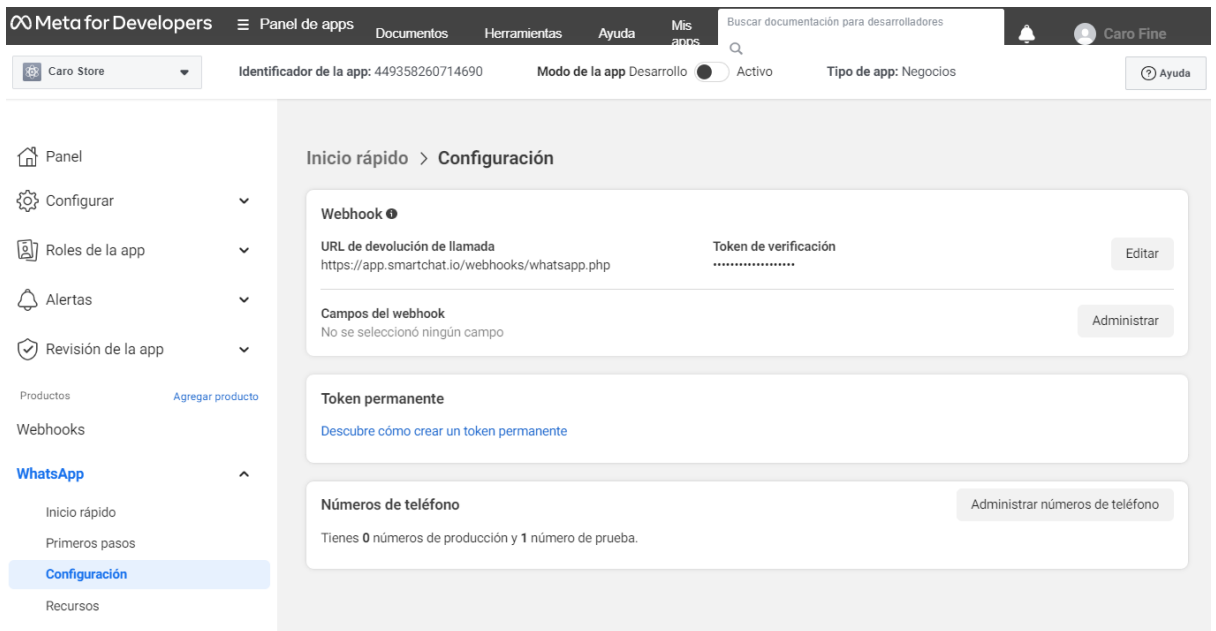 Meta for Developers
Panel de apps
Documentos
Herramientas
Ayuda
Mis apps
Buscar documentación para desarrolladores
Caro Fine
Caro Store
Identificador de la app: 449358260714690
Modo de la app Desarrollo
Activo
Tipo de app: Negocios
Ayuda
Panel
Configurar
Roles de la app
Alertas
Revisión de la app
Productos
Agregar producto
Webhooks
WhatsApp
Inicio rápido
Primeros pasos
Configuración
Recursos
Inicio rápido > Configuración
Webhook
URL de devolución de llamada
https://app.smartchat.io/webhooks/whatsapp.php
Token de verificación
•••••••••••••••••••
Editar
Campos del webhook
No se seleccionó ningún campo
Administrar
Token permanente
Descubre cómo crear un token permanente
Números de teléfono
Administrar números de teléfono
Tienes 0 números de producción y 1 número de prueba.